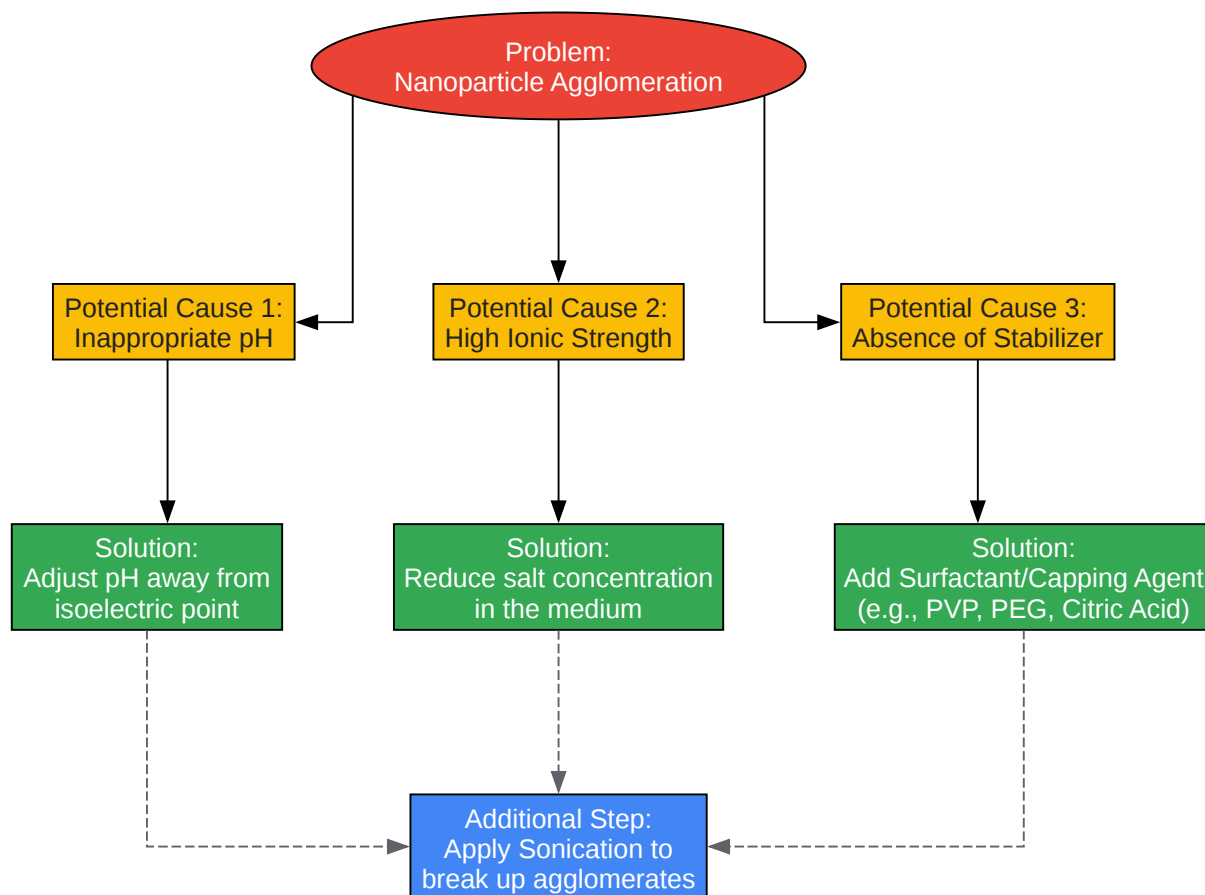 Problem:
Nanoparticle Agglomeration
Potential Cause 1:
Inappropriate pH
Potential Cause 2:
High Ionic Strength
Potential Cause 3:
Absence of Stabilizer
Solution:
Adjust pH away from
isoelectric point
Solution:
Reduce salt concentration
in the medium
Solution:
Add Surfactant/Capping Agent
(e.g., PVP, PEG, Citric Acid)
Additional Step:
Apply Sonication to
break up agglomerates